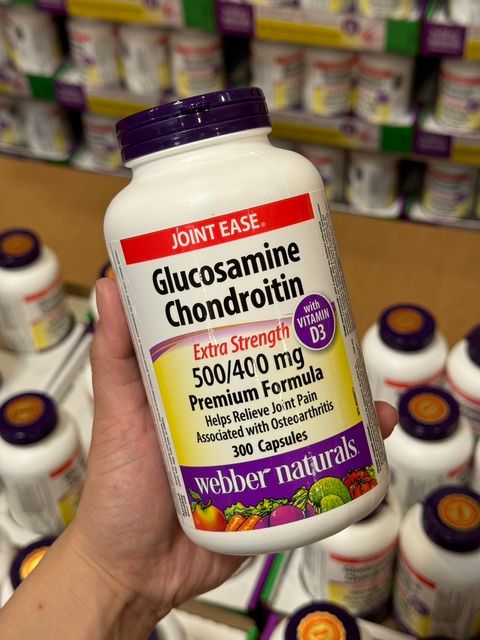 JOINT EASE®
Glucosamine
Chondroitin
with
VITAMIN
D3
Extra Strength
500/400 mg
Premium Formula
Helps Relieve Joint Pain
Associated with Osteoarthritis
300 Capsules
webber naturals®